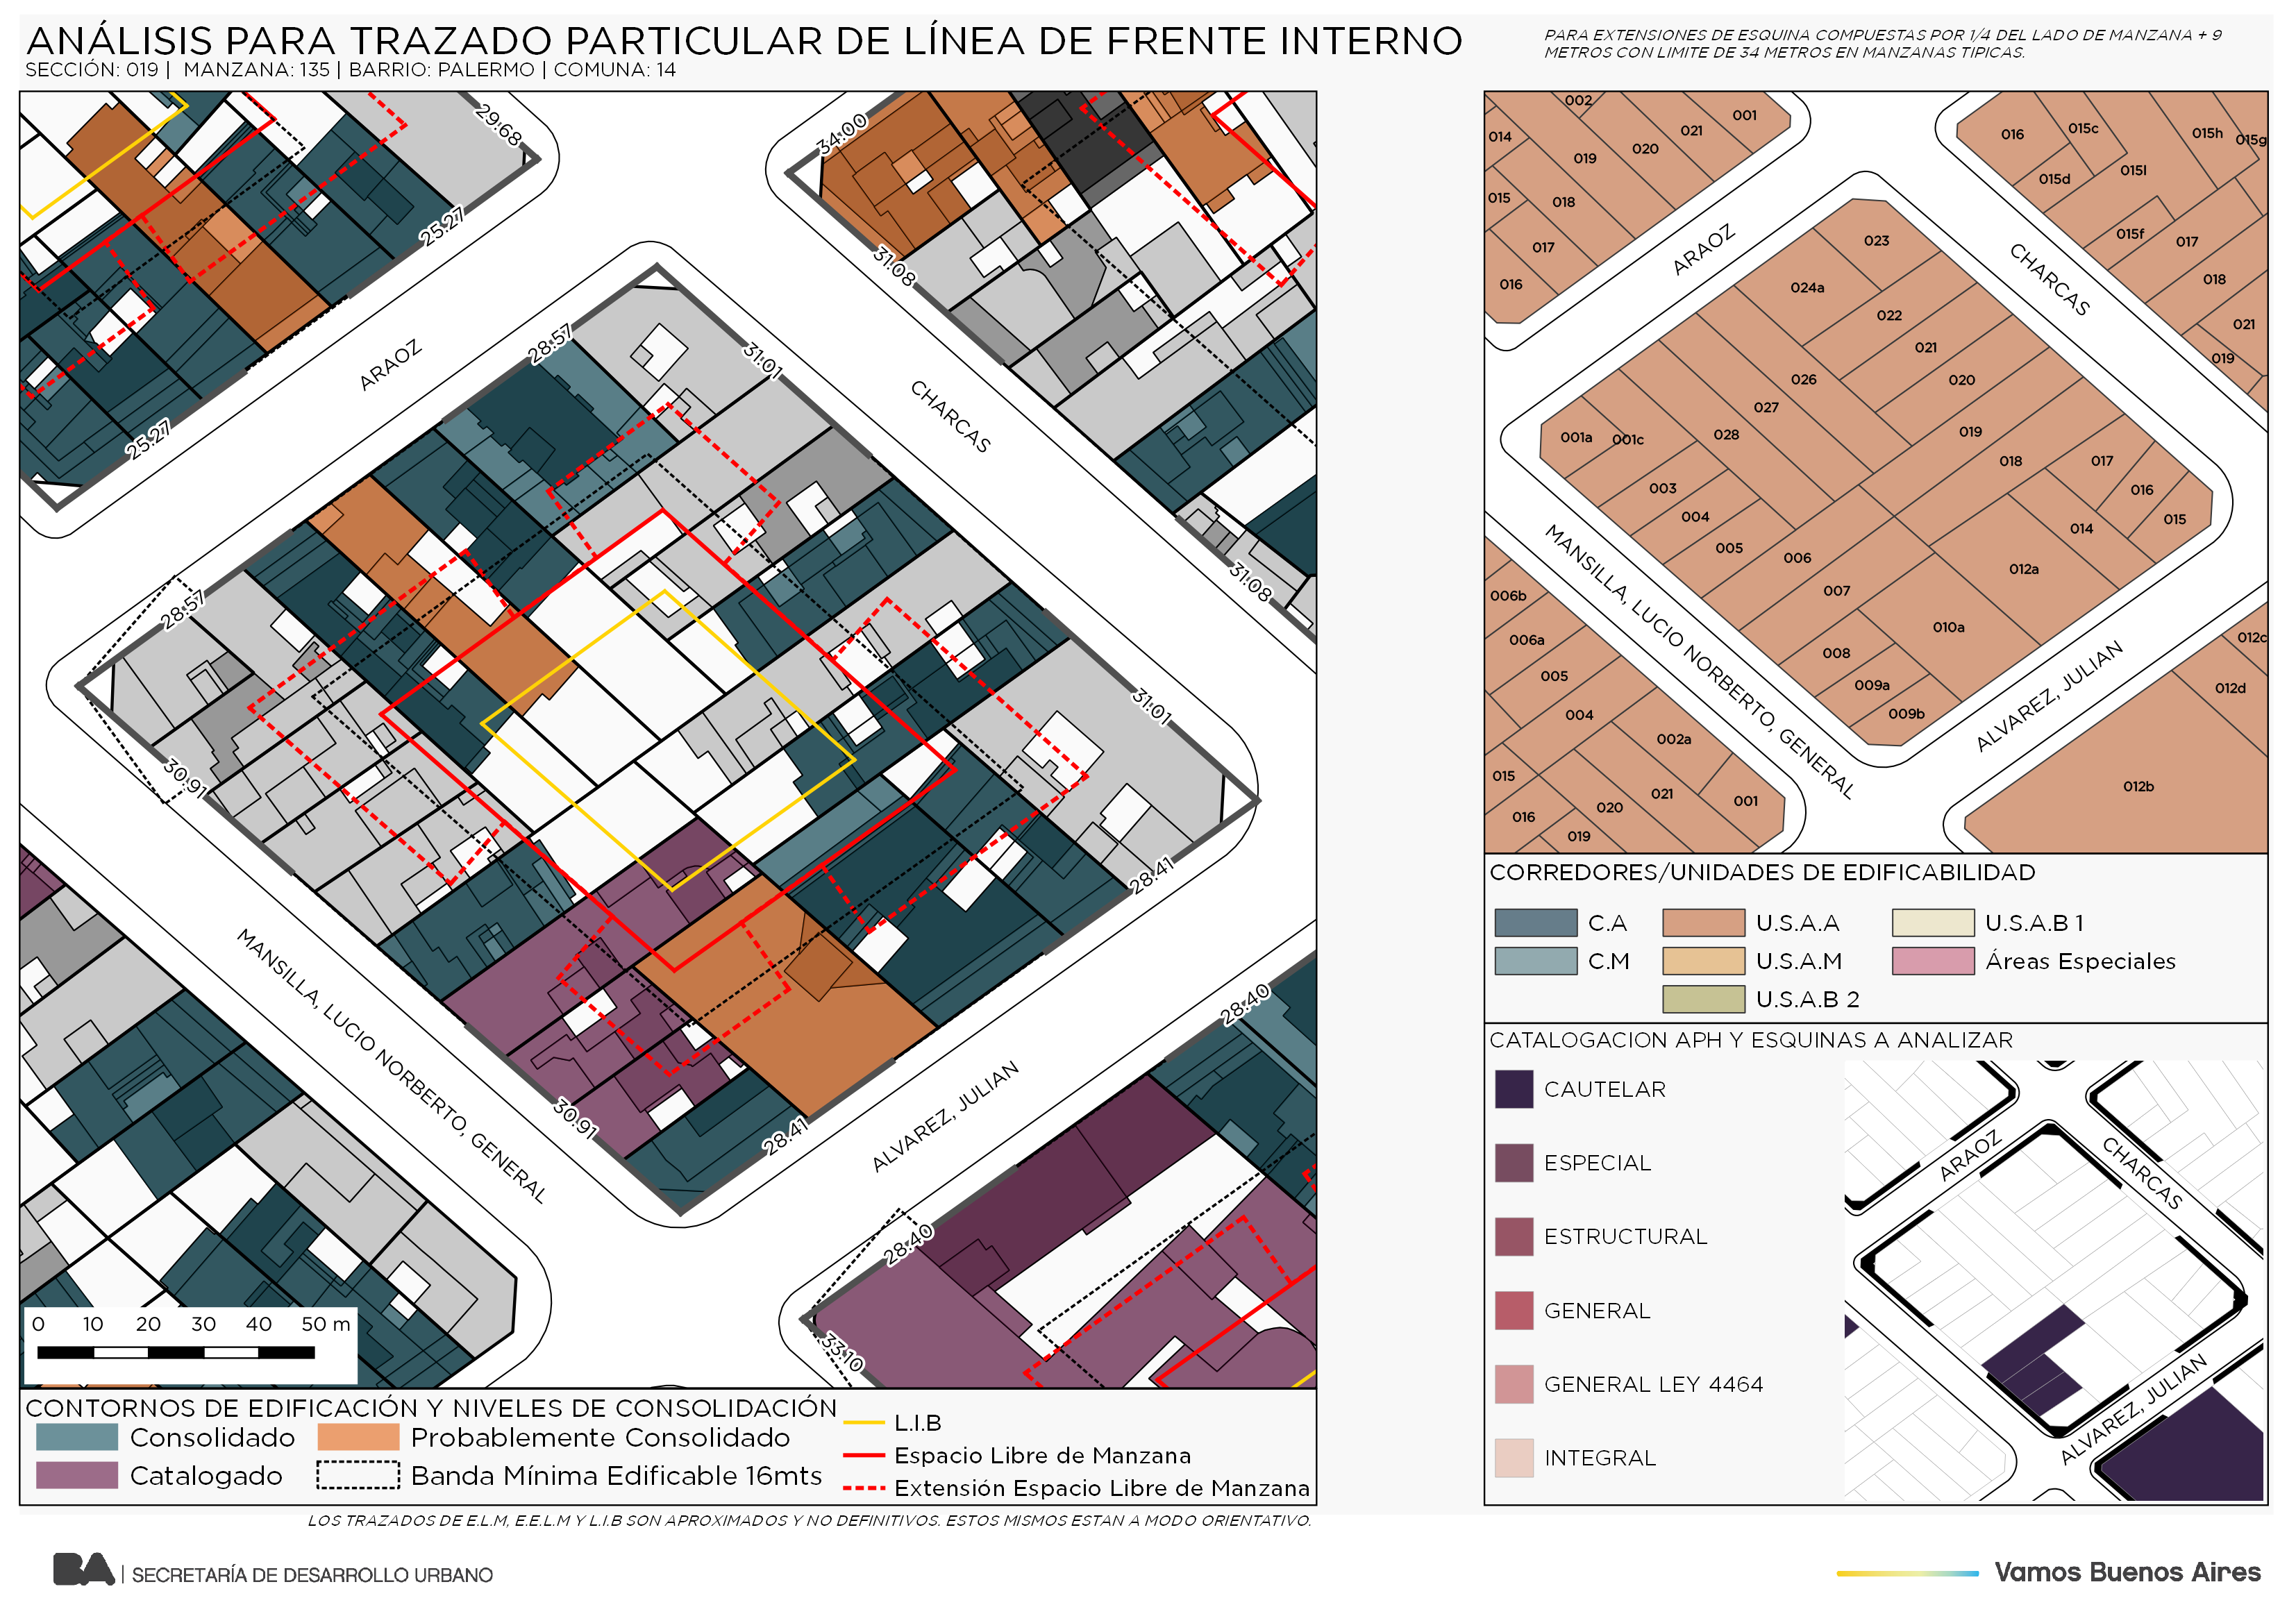 ANÁLISIS PARA TRAZADO PARTICULAR DE LÍNEA DE FRENTE INTERNO
SECCIÓN: 019 | MANZANA: 135 | BARRIO: PALERMO | COMUNA: 14
PARA EXTENSIONES DE ESQUINA COMPUESTAS POR 1/4 DEL LADO DE MANZANA + 9
METROS CON LIMITE DE 34 METROS EN MANZANAS TIPICAS.
29.68
34.00
25.27
31.08
28.57
31.01
ARAOZ
CHARCAS
25.27
31.08
28.57
31.01
30.91
28.41
MANSILLA, LUCIO NORBERTO, GENERAL
28.40
30.91
28.41
ALVAREZ, JULIAN
28.40
33.10
0 10 20 30 40 50 m
CONTORNOS DE EDIFICACIÓN Y NIVELES DE CONSOLIDACIÓN
Consolidado
Probablemente Consolidado
Catalogado
Banda Mínima Edificable 16mts
L.I.B
Espacio Libre de Manzana
Extensión Espacio Libre de Manzana
LOS TRAZADOS DE E.L.M, E.E.L.M Y L.I.B SON APROXIMADOS Y NO DEFINITIVOS. ESTOS MISMOS ESTAN A MODO ORIENTATIVO.
002
001
021
014
020
019
015
018
017
016
016
015c
015h
015g
015d
015l
015f
017
018
021
019
ARAOZ
CHARCAS
023
024a
022
021
026
020
027
028
019
001a
001c
018
017
003
016
004
015
014
005
006
012a
007
010a
008
009a
009b
MANSILLA, LUCIO NORBERTO, GENERAL
ALVAREZ, JULIAN
006b
006a
005
004
002a
015
021
001
020
016
019
012c
012d
012b
CORREDORES/UNIDADES DE EDIFICABILIDAD
C.A
U.S.A.A
U.S.A.B 1
C.M
U.S.A.M
Áreas Especiales
U.S.A.B 2
CATALOGACION APH Y ESQUINAS A ANALIZAR
CAUTELAR
ESPECIAL
ESTRUCTURAL
GENERAL
GENERAL LEY 4464
INTEGRAL
ARAOZ
CHARCAS
ALVAREZ, JULIAN
BA | SECRETARÍA DE DESARROLLO URBANO
Vamos Buenos Aires